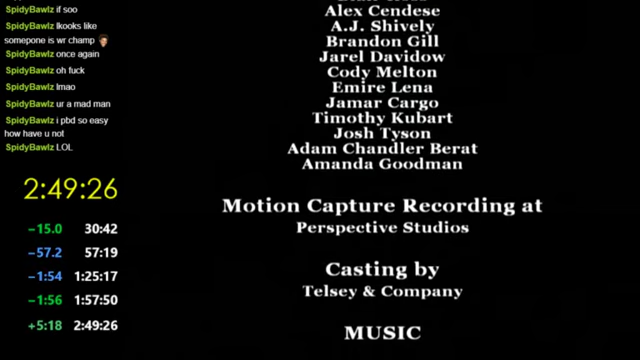 SpidyBawlz if soo
SpidyBawlz lkooks like
somepone is wr champ
SpidyBawlz once again
SpidyBawlz oh fuck
SpidyBawlz lmao
SpidyBawlz ur a mad man
SpidyBawlz i pbd so easy
how have u not
SpidyBawlz LOL
2:49:26
−15.0 30:42
−57.2 57:19
−1:54 1:25:17
−1:56 1:57:50
+5:18 2:49:26
Alex Cendese
A.J. Shively
Brandon Gill
Jarel Davidow
Cody Melton
Emire Lena
Jamar Cargo
Timothy Kubart
Josh Tyson
Adam Chandler Berat
Amanda Goodman
Motion Capture Recording at
Perspective Studios
Casting by
Telsey & Company
MUSIC